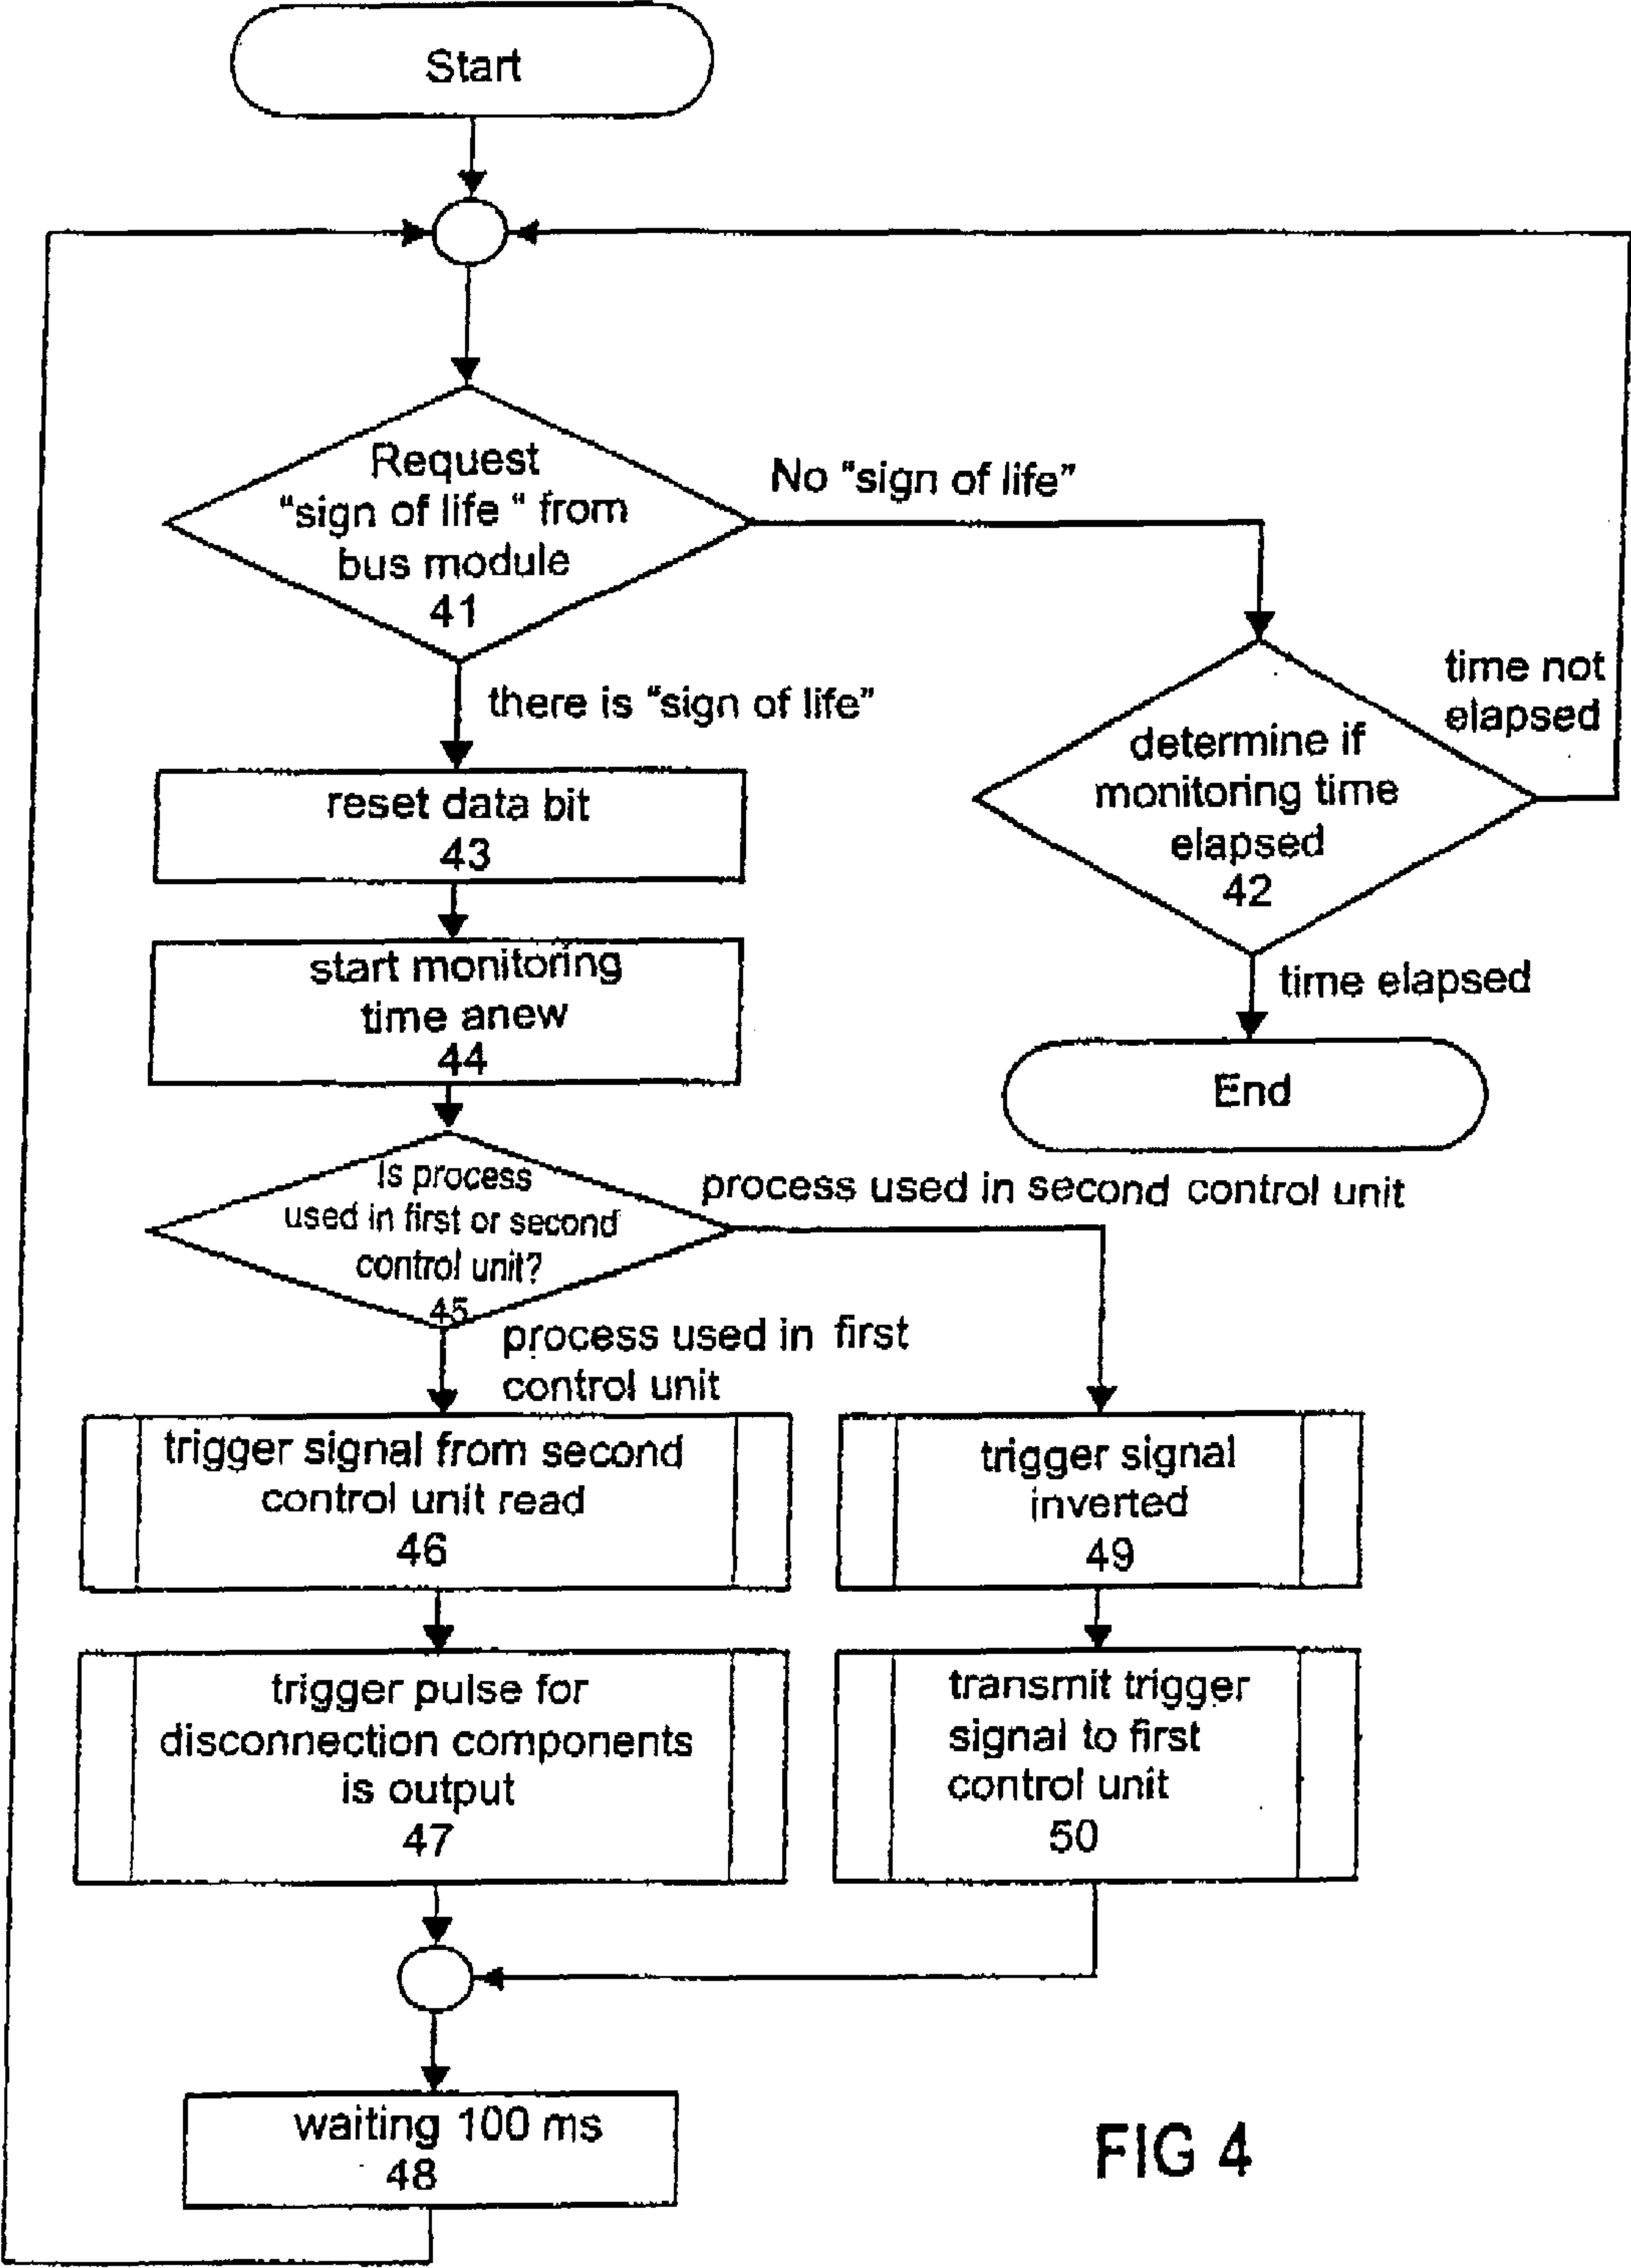 Start
Request
"sign of life " from
bus module
41
No "sign of life"
there is "sign of life"
time not
elapsed
determine if
monitoring time
elapsed
42
time elapsed
End
reset data bit
43
start monitoring
time anew
44
Is process
used in first or second
control unit?
45
process used in second control unit
process used in first
control unit
trigger signal from second
control unit read
46
trigger signal
inverted
49
trigger pulse for
disconnection components
is output
47
transmit trigger
signal to first
control unit
50
waiting 100 ms
48
FIG 4